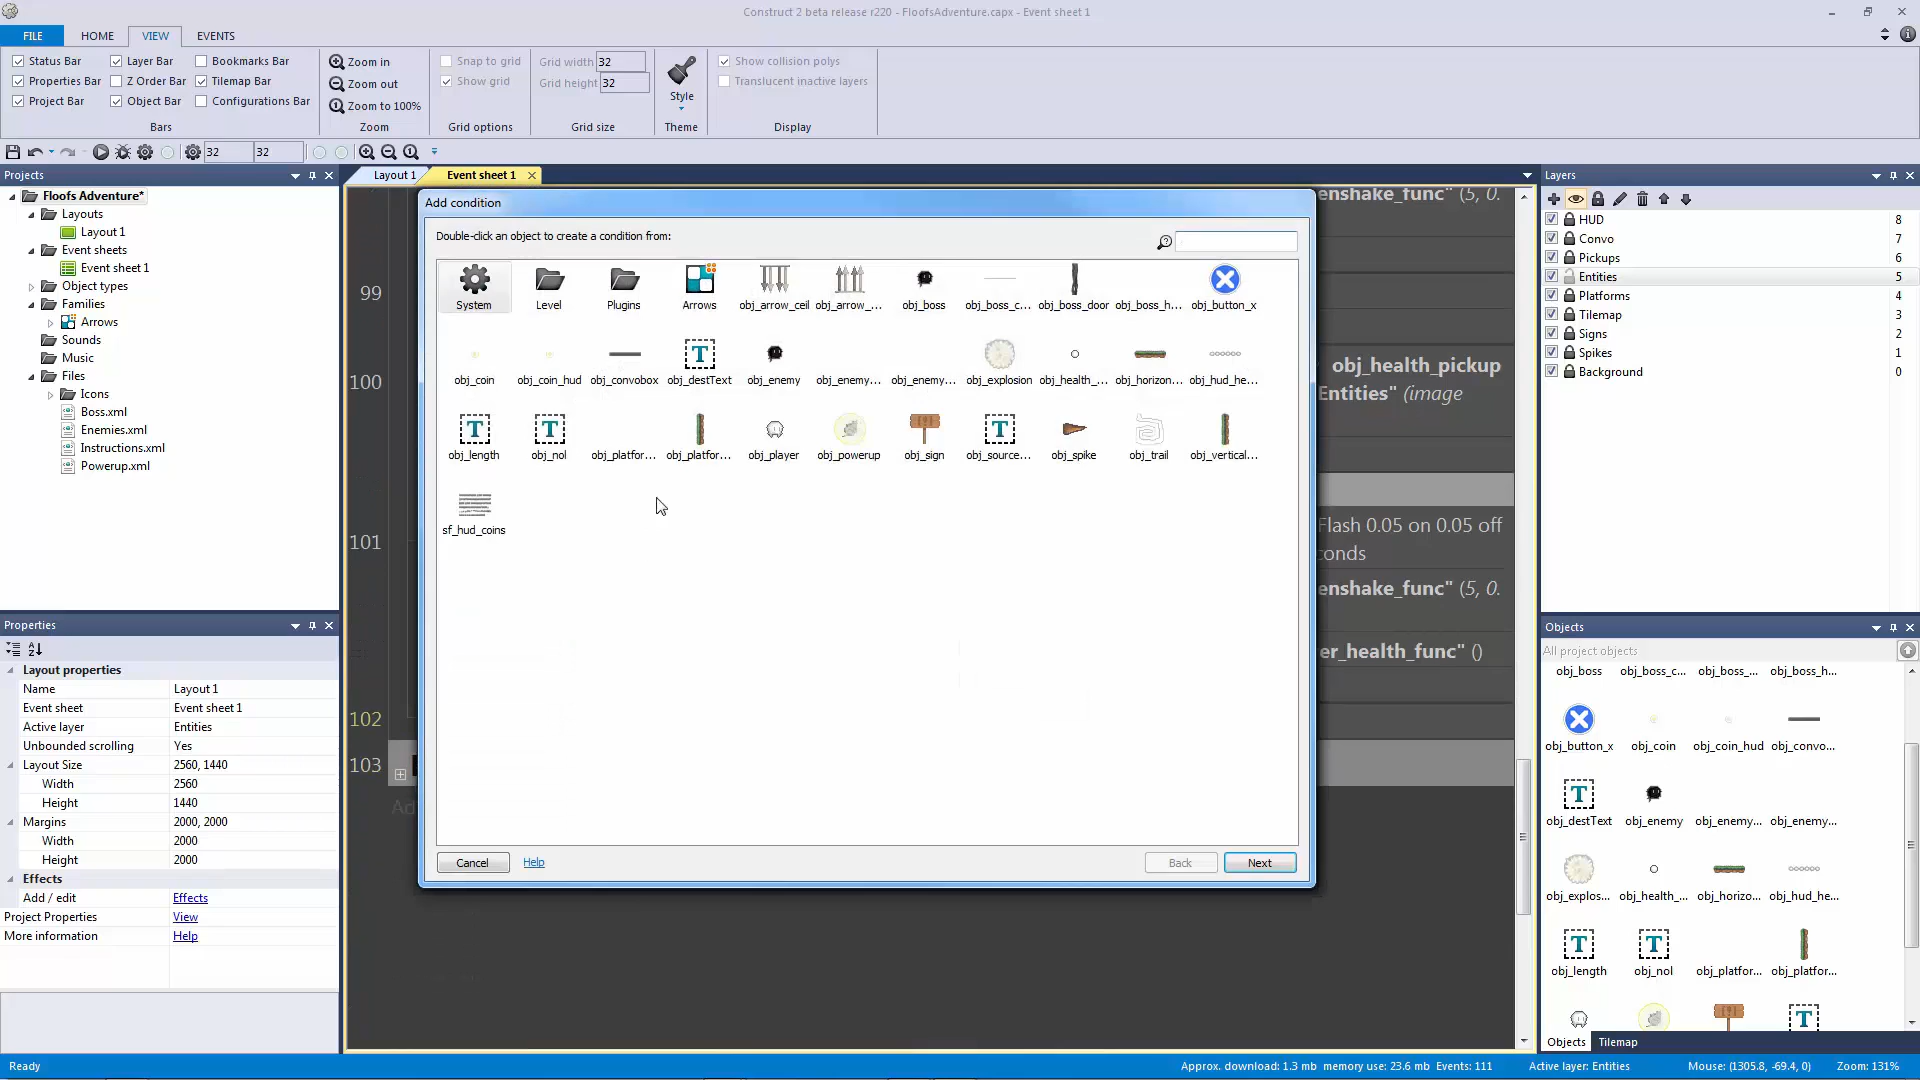 Construct 2 beta release r220 - FloofsAdventure.capx - Event sheet 1
FILE HOME VIEW EVENTS
Status Bar Layer Bar Bookmarks Bar Zoom in Snap to grid Grid width 32 Show collision polys
Properties Bar Z Order Bar Tilemap Bar Zoom out Show grid Grid height 32 Translucent inactive layers
Project Bar Object Bar Configurations Bar Zoom to 100% Style
Bars Zoom Grid options Grid size Theme Display
32 32
Projects
Floofs Adventure*
Layouts
Layout 1
Event sheets
Event sheet 1
Object types
Families
Arrows
Sounds
Music
Files
Icons
Boss.xml
Enemies.xml
Instructions.xml
Powerup.xml
Properties
Layout properties
Name Layout 1
Event sheet Event sheet 1
Active layer Entities
Unbounded scrolling Yes
Layout Size 2560, 1440
Width 2560
Height 1440
Margins 2000, 2000
Width 2000
Height 2000
Effects
Add / edit Effects
Project Properties View
More information Help
Layout 1 Event sheet 1
Add condition
Double-click an object to create a condition from:
System Level Plugins Arrows obj_arrow_ceil obj_arrow_... obj_boss obj_boss_c... obj_boss_door obj_boss_h... obj_button_x
obj_coin obj_coin_hud obj_convobox obj_destText obj_enemy obj_enemy... obj_enemy... obj_explosion obj_health_... obj_horizon... obj_hud_he...
obj_length obj_nol obj_platfor... obj_platfor... obj_player obj_powerup obj_sign obj_source... obj_spike obj_trail obj_vertical...
sf_hud_coins
Cancel Help Back Next
enshake_func" (5, 0.
99
100
obj_health_pickup
Entities" (image
101
Flash 0.05 on 0.05 off
conds
enshake_func" (5, 0.
er_health_func" ()
102
103
Ad
Layers
HUD 8
Convo 7
Pickups 6
Entities 5
Platforms 4
Tilemap 3
Signs 2
Spikes 1
Background 0
Objects
All project objects
obj_boss obj_boss_c... obj_boss_... obj_boss_h...
obj_button_x obj_coin obj_coin_hud obj_convo...
obj_destText obj_enemy obj_enemy... obj_enemy...
obj_explos... obj_health_... obj_horizo... obj_hud_he...
obj_length obj_nol obj_platfor... obj_platfor...
Objects Tilemap
Ready Approx. download: 1.3 mb memory use: 23.6 mb Events: 111 Active layer: Entities Mouse: (1305.8, -69.4, 0) Zoom: 131%